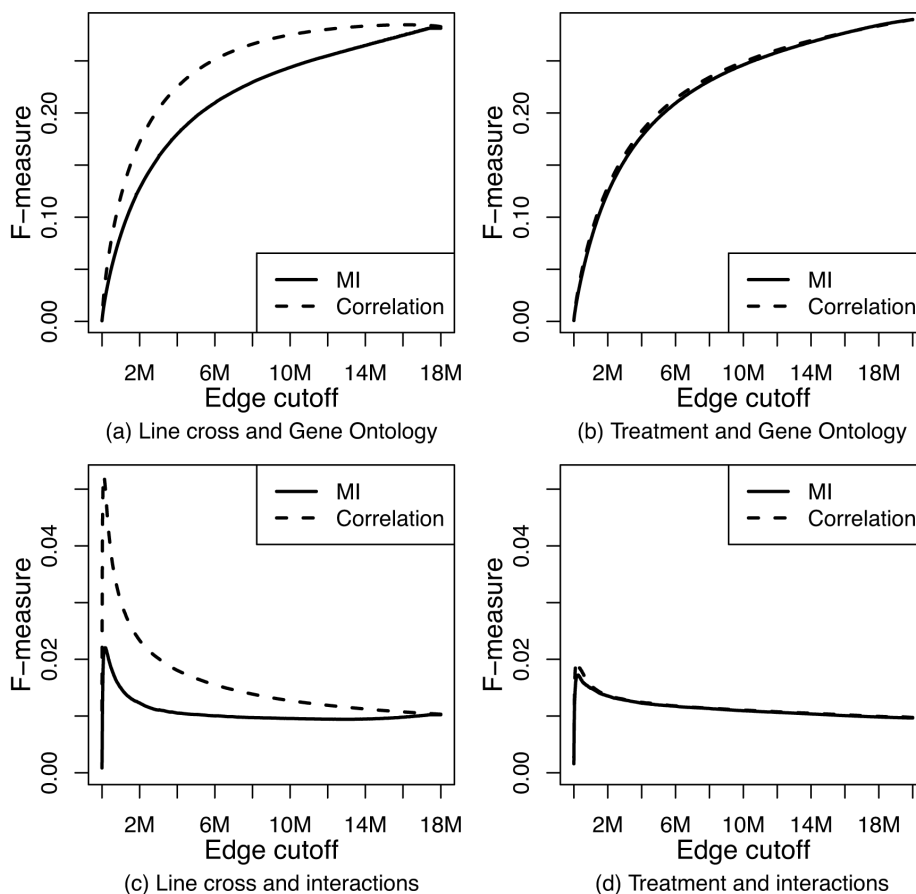 F-measure
0.00 0.10 0.20
MI
Correlation
2M 6M 10M 14M 18M
Edge cutoff
(a) Line cross and Gene Ontology
F-measure
0.00 0.10 0.20
MI
Correlation
2M 6M 10M 14M 18M
Edge cutoff
(b) Treatment and Gene Ontology
F-measure
0.00 0.02 0.04
MI
Correlation
2M 6M 10M 14M 18M
Edge cutoff
(c) Line cross and interactions
F-measure
0.00 0.02 0.04
MI
Correlation
2M 6M 10M 14M 18M
Edge cutoff
(d) Treatment and interactions